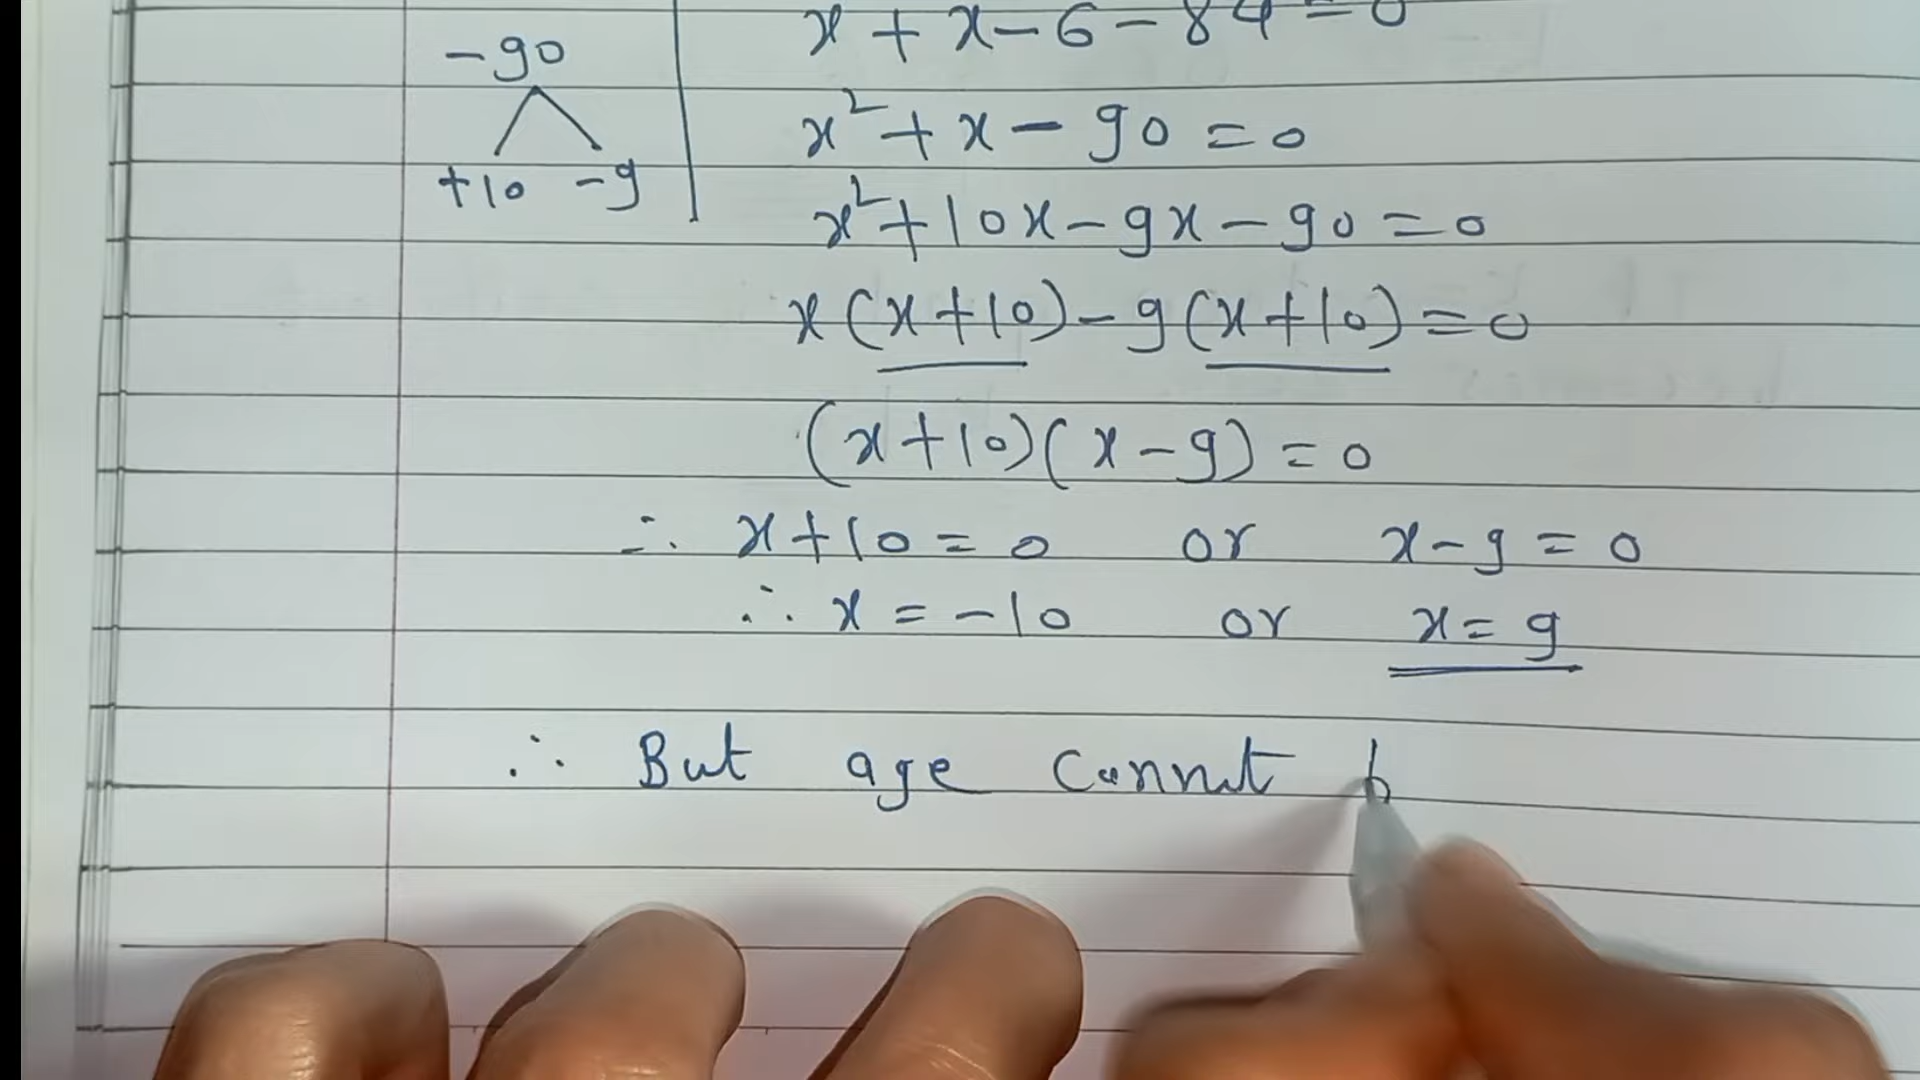 x + x - 6 - 84 = 0
-90
+10 -9
x² + x - 90 = 0
x² + 10x - 9x - 90 = 0
x (x+10) - 9 (x+10) = 0
(x+10) (x-9) = 0
∴ x+10 = 0 or x-9 = 0
∴ x = -10 or x = 9
∴ But age cannot b